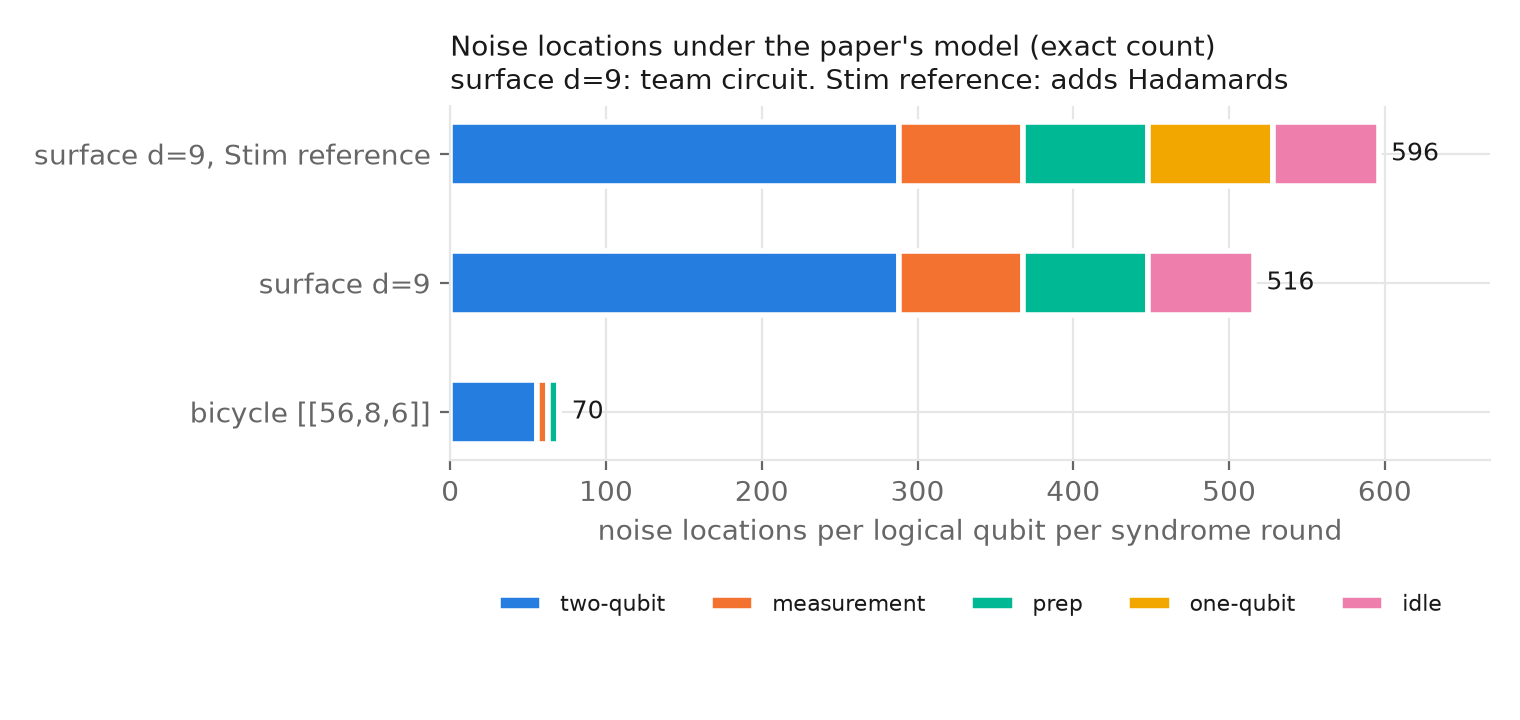 Noise locations under the paper's model (exact count)
surface d=9: team circuit. Stim reference: adds Hadamards
surface d=9, Stim reference
596
surface d=9
516
bicycle [[56,8,6]]
70
0 100 200 300 400 500 600
noise locations per logical qubit per syndrome round
two-qubit measurement prep one-qubit idle